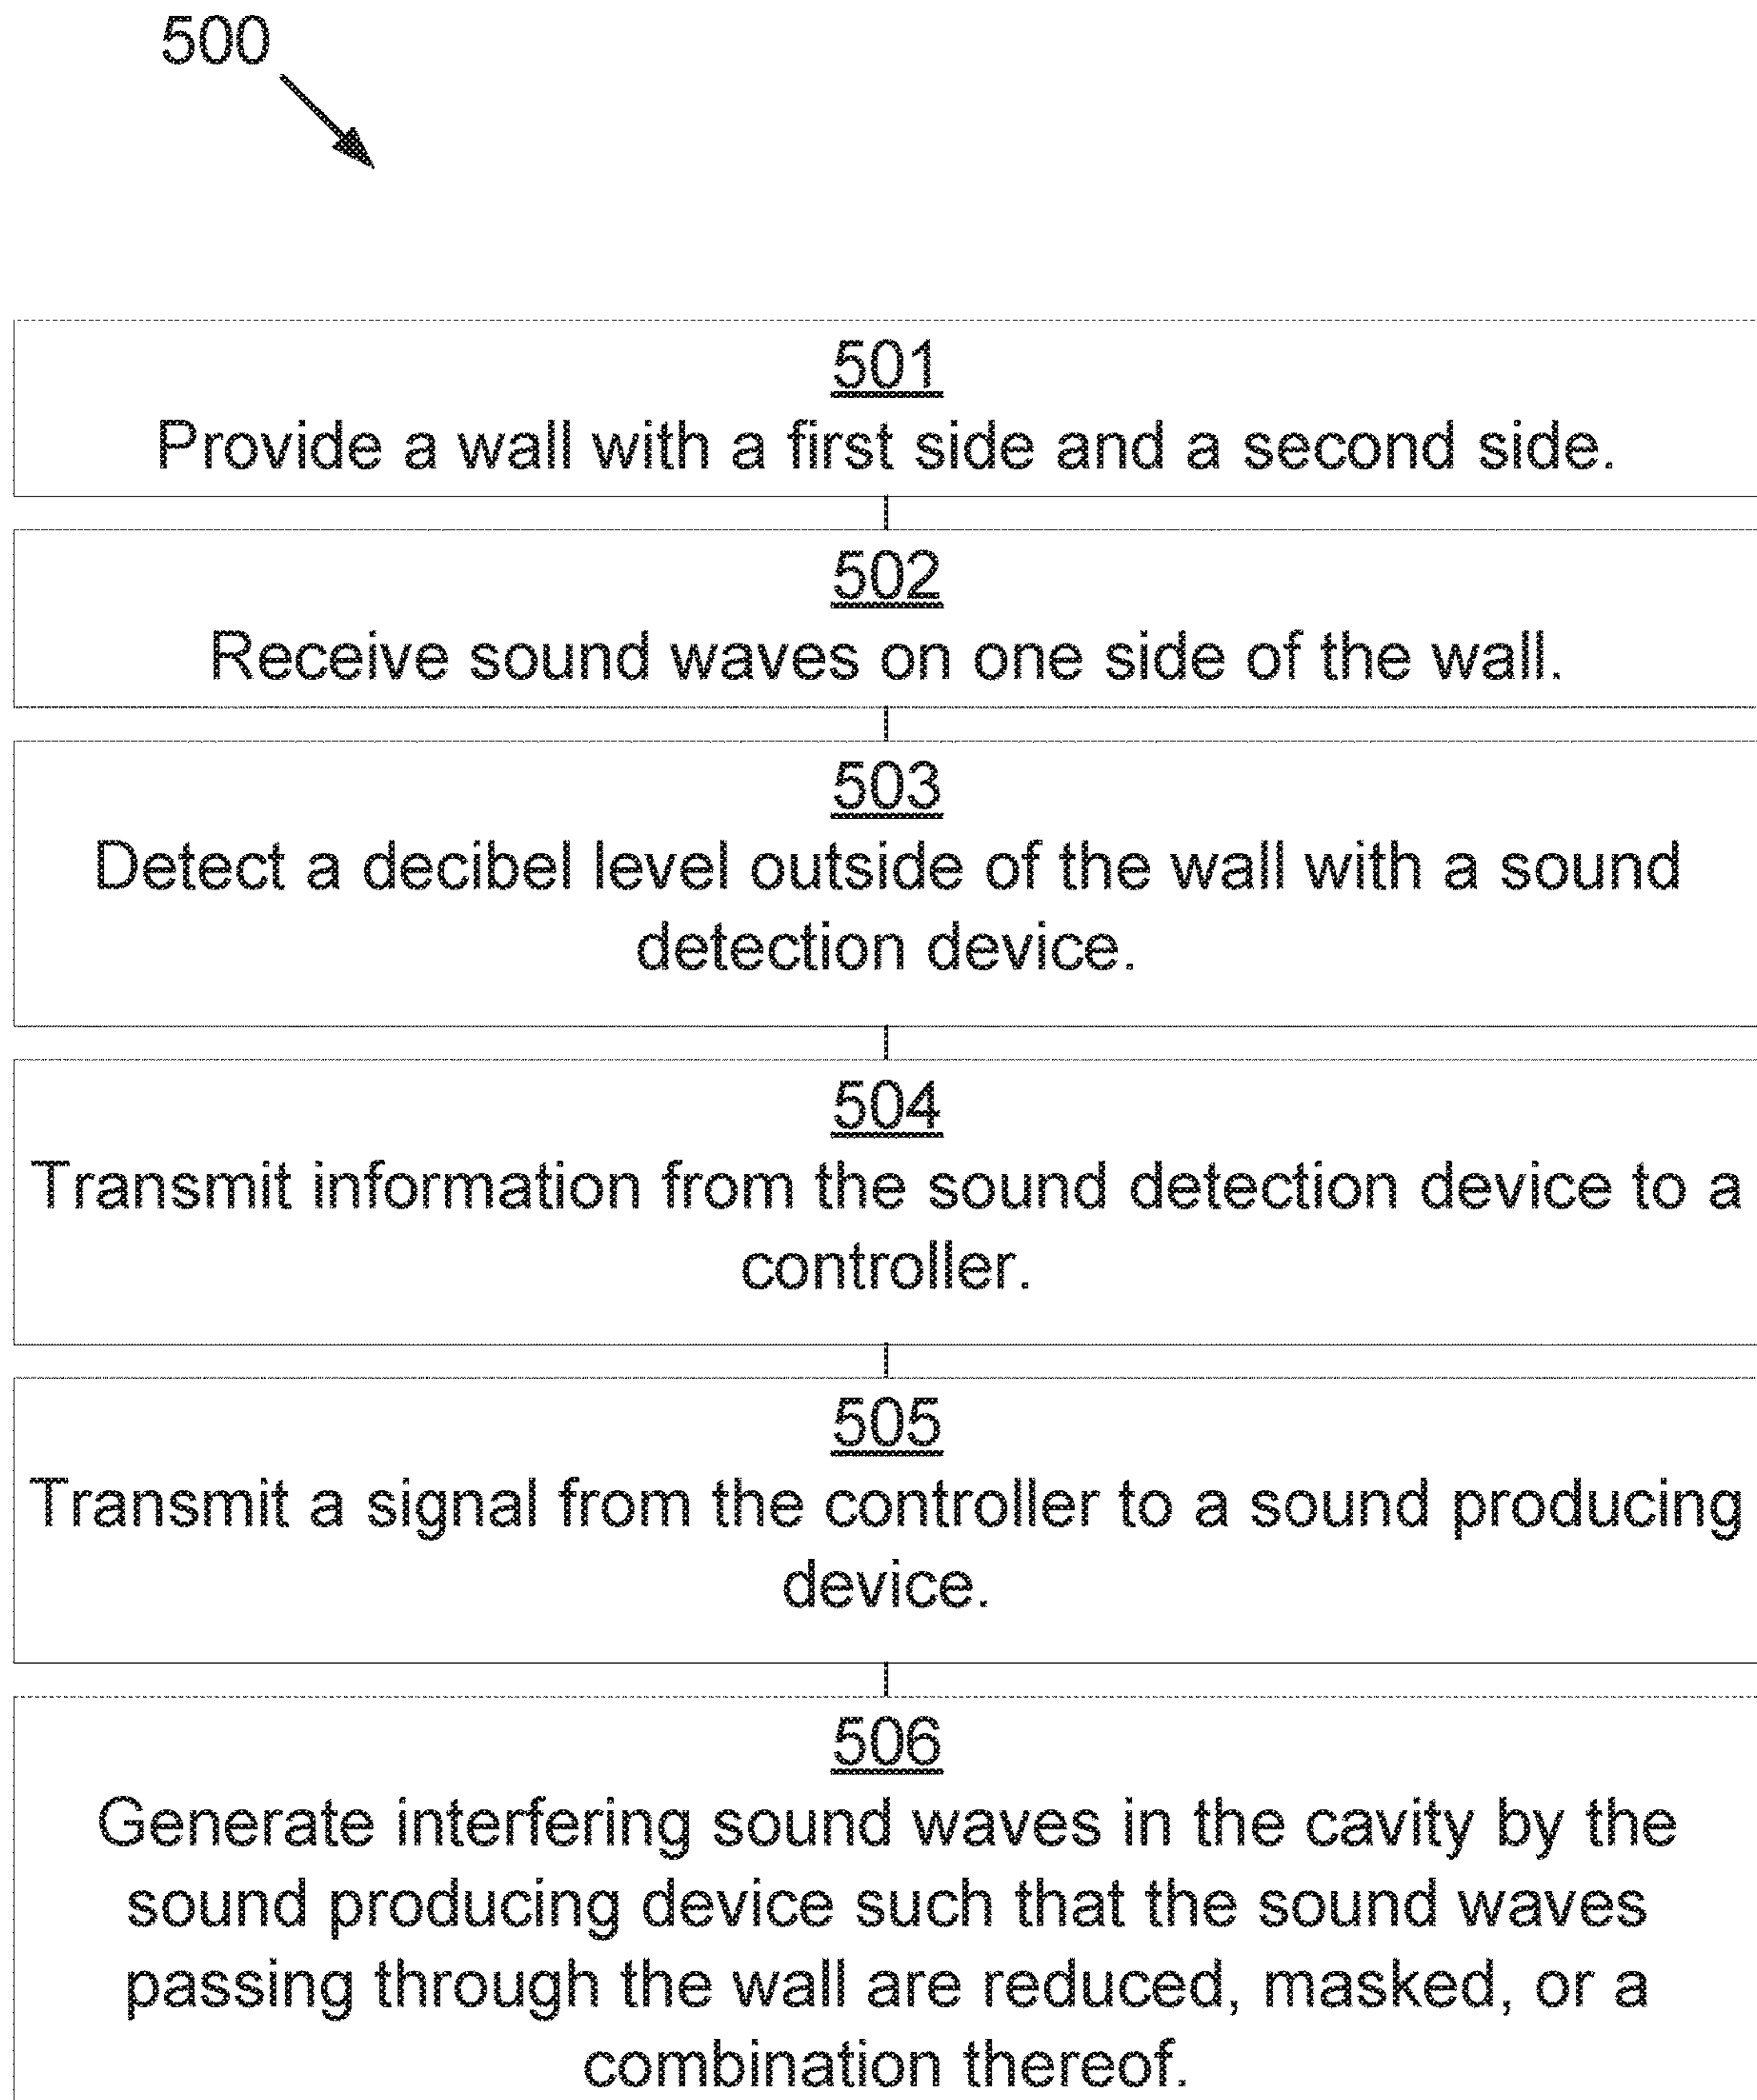 500
501
Provide a wall with a first side and a second side.
502
Receive sound waves on one side of the wall.
503
Detect a decibel level outside of the wall with a sound
detection device.
504
Transmit information from the sound detection device to a
controller.
505
Transmit a signal from the controller to a sound producing
device.
506
Generate interfering sound waves in the cavity by the
sound producing device such that the sound waves
passing through the wall are reduced, masked, or a
combination thereof.